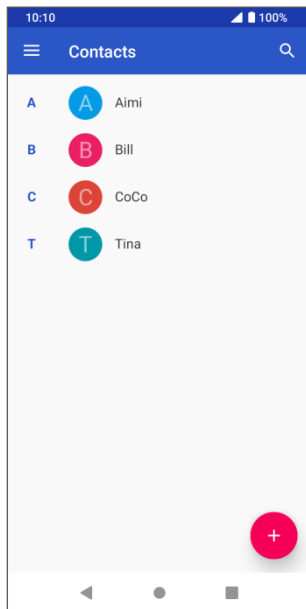 10:10 100%
Contacts
A A Aimi
B B Bill
C C CoCo
T T Tina
+